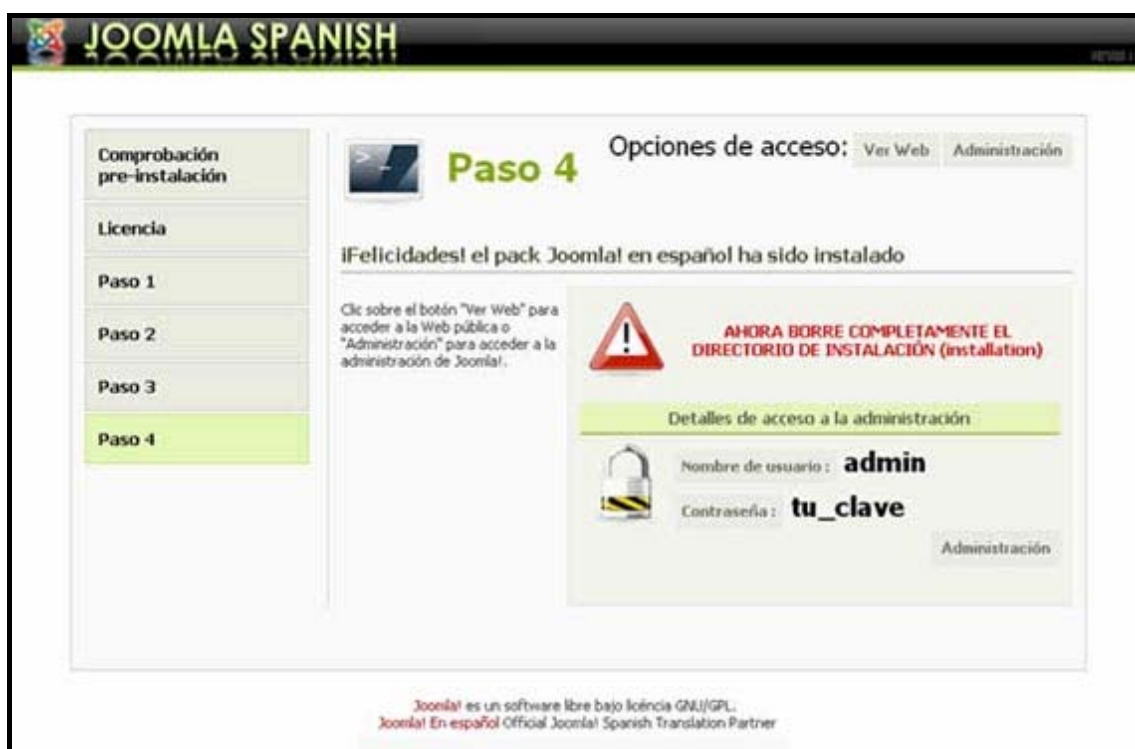 JOOMLA SPANISH
Comprobación
pre-instalación
Licencia
Paso 1
Paso 2
Paso 3
Paso 4
Paso 4
Opciones de acceso: Ver Web Administración
¡Felicidades! el pack Joomla! en español ha sido instalado
Clic sobre el botón "Ver Web" para
acceder a la Web pública o
"Administración" para acceder a la
administración de Joomla!.
AHORA BORRE COMPLETAMENTE EL
DIRECTORIO DE INSTALACIÓN (installation)
Detalles de acceso a la administración
Nombre de usuario : admin
Contraseña : tu_clave
Administración
Joomla! es un software libre bajo licéncia GNU/GPL.
Joomla! En español Official Joomla! Spanish Translation Partner